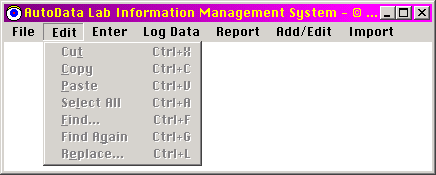 AutoData Lab Information Management System - © ...
File Edit Enter Log Data Report Add/Edit Import
Cut Ctrl+X
Copy Ctrl+C
Paste Ctrl+V
Select All Ctrl+A
Find... Ctrl+F
Find Again Ctrl+G
Replace... Ctrl+L